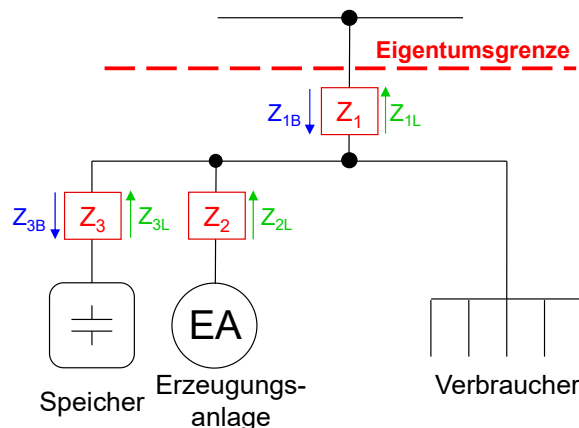 Eigentumsgrenze
Z1B Z1 Z1L
Z3B Z3 Z3L Z2 Z2L
EA
Speicher
Erzeugungs-
anlage
Verbraucher